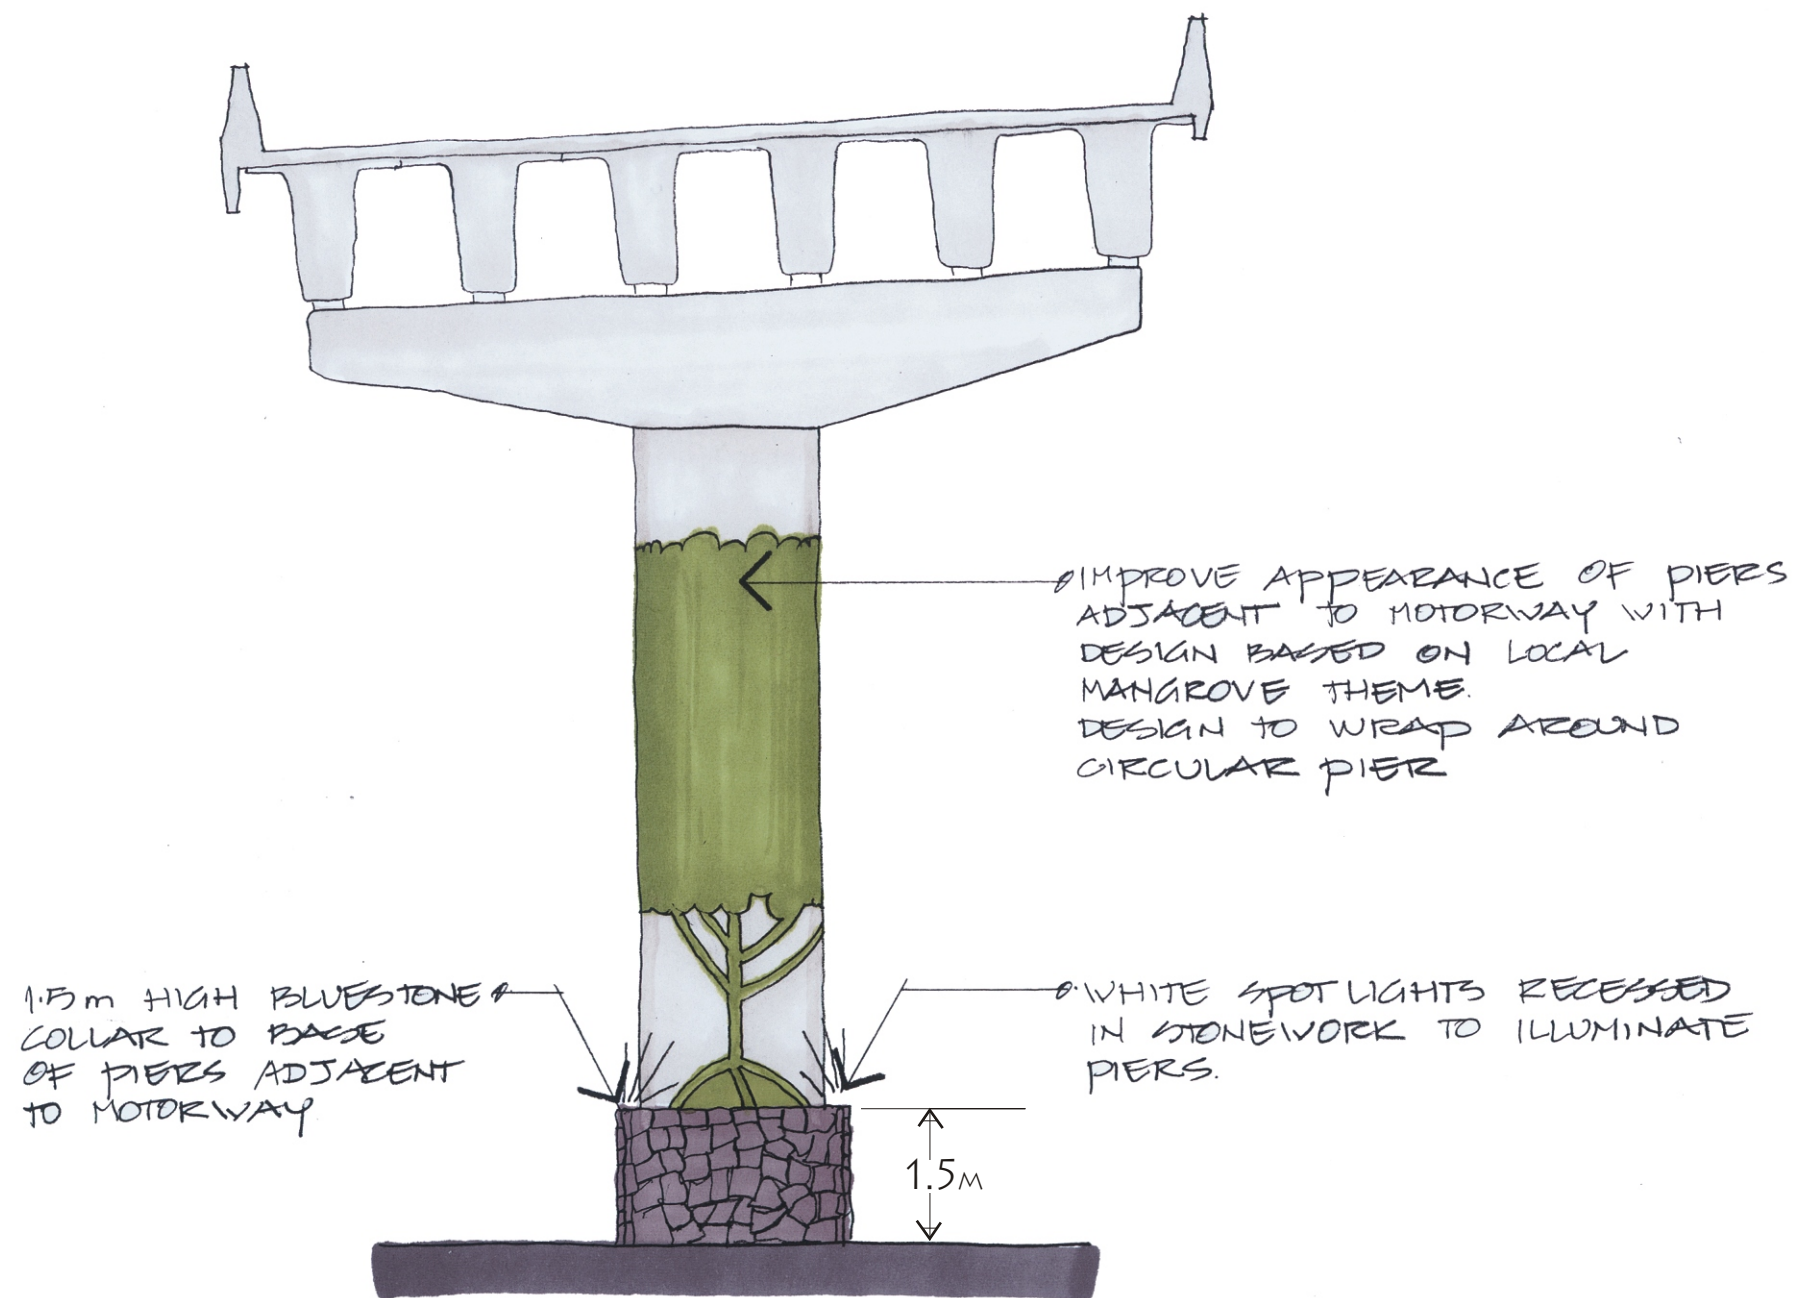 IMPROVE APPEARANCE OF PIERS
ADJACENT TO MOTORWAY WITH
DESIGN BASED ON LOCAL
MANGROVE THEME.
DESIGN TO WRAP AROUND
CIRCULAR PIER
1.5m HIGH BLUESTONE
COLLAR TO BASE
OF PIERS ADJACENT
TO MOTORWAY
WHITE SPOT LIGHTS RECESSED
IN STONEWORK TO ILLUMINATE
PIERS.
1.5M